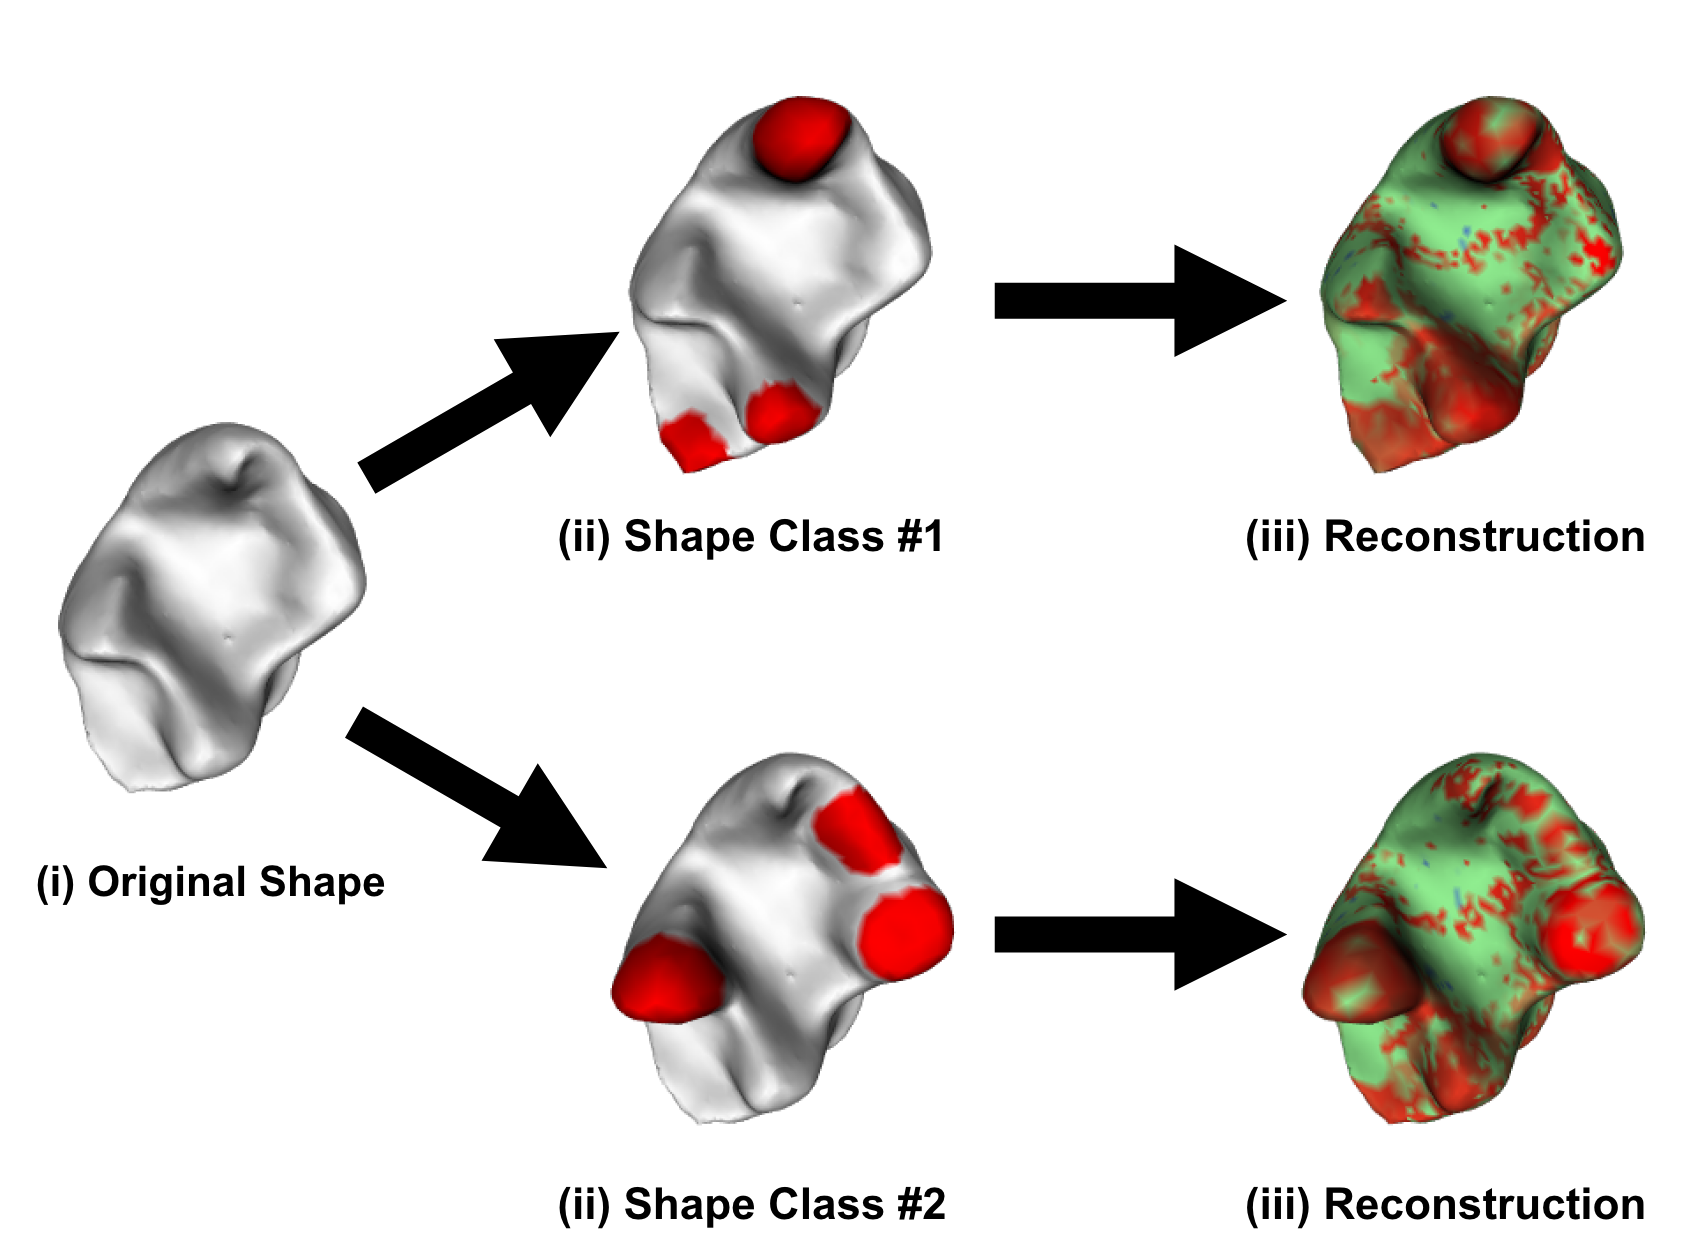 (ii) Shape Class #1
(iii) Reconstruction
(i) Original Shape
(ii) Shape Class #2
(iii) Reconstruction